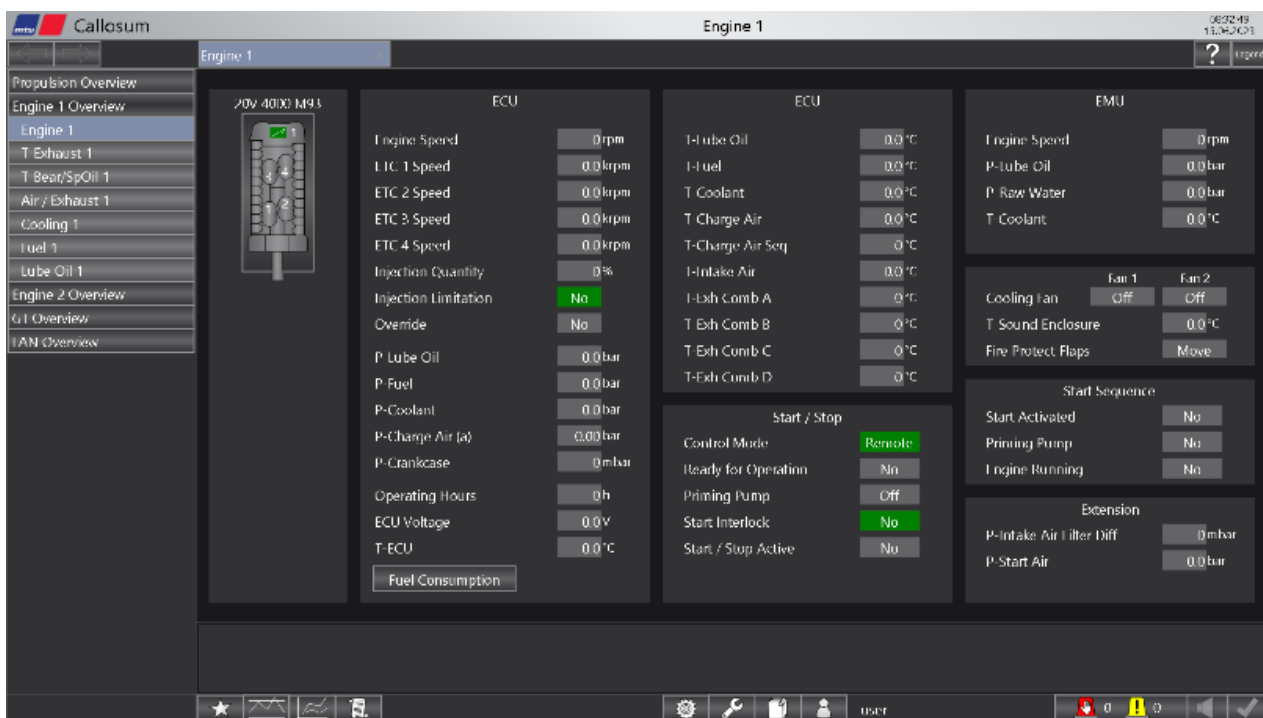 mtu Callosum Engine 1 08:32:49
Engine 1 ? Legend
Propulsion Overview
Engine 1 Overview
Engine 1
T Exhaust 1
T Bear/SpOil 1
Air / Exhaust 1
Cooling 1
Fuel 1
Lube Oil 1
Engine 2 Overview
GT Overview
20V 4000 M93
1
3 4
1 2
ECU
Engine Speed 0 rpm
ETC 1 Speed 0.0 krpm
ETC 2 Speed 0.0 krpm
ETC 3 Speed 0.0 krpm
ETC 4 Speed 0.0 krpm
Injection Quantity 0 %
Injection Limitation No
Override No
P-Lube Oil 0.0 bar
P-Fuel 0.0 bar
P-Coolant 0.0 bar
P-Charge Air (a) 0.00 bar
P-Crankcase 0 mbar
Operating Hours 0 h
ECU Voltage 0.0 V
T-ECU 0.0 °C
Fuel Consumption
ECU
T-Lube Oil 0.0 °C
T-Fuel 0.0 °C
T-Coolant 0.0 °C
T-Charge Air 0.0 °C
T-Charge Air Seq 0 °C
T-Intake Air 0.0 °C
T-Exh Comb A 0 °C
T-Exh Comb B 0 °C
T-Exh Comb C 0 °C
T-Exh Comb D 0 °C
Start / Stop
Control Mode Remote
Ready for Operation No
Priming Pump Off
Start Interlock No
Start / Stop Active No
EMU
Engine Speed 0 rpm
P-Lube Oil 0.0 bar
P-Raw Water 0.0 bar
T-Coolant 0.0 °C
Fan 1 Fan 2
Cooling Fan Off Off
T-Sound Enclosure 0.0 °C
Fire Protect Flaps Move
Start Sequence
Start Activated No
Priming Pump No
Engine Running No
Extension
P-Intake Air Filter Diff 0 mbar
P-Start Air 0.0 bar
user 0 0